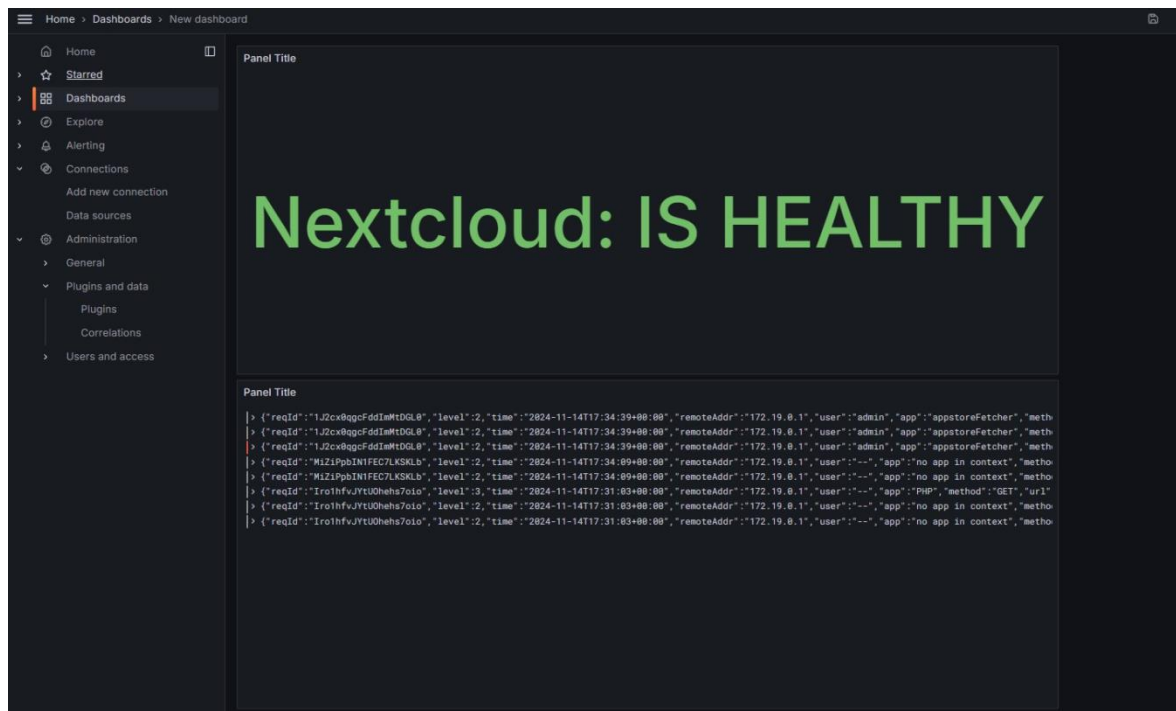 Home › Dashboards › New dashboard
Home
Starred
Dashboards
Explore
Alerting
Connections
Add new connection
Data sources
Administration
General
Plugins and data
Plugins
Correlations
Users and access
Panel Title
Nextcloud: IS HEALTHY
Panel Title
> {"reqId":"1J2cx0qgcFddImMtDGL0","level":2,"time":"2024-11-14T17:34:39+00:00","remoteAddr":"172.19.0.1","user":"admin","app":"appstoreFetcher","meth
> {"reqId":"1J2cx0qgcFddImMtDGL0","level":2,"time":"2024-11-14T17:34:39+00:00","remoteAddr":"172.19.0.1","user":"admin","app":"appstoreFetcher","meth
> {"reqId":"1J2cx0qgcFddImMtDGL0","level":2,"time":"2024-11-14T17:34:39+00:00","remoteAddr":"172.19.0.1","user":"admin","app":"appstoreFetcher","meth
> {"reqId":"MiZiPpbIN1FEC7LKSKLb","level":2,"time":"2024-11-14T17:34:09+00:00","remoteAddr":"172.19.0.1","user":"--","app":"no app in context","metho
> {"reqId":"MiZiPpbIN1FEC7LKSKLb","level":2,"time":"2024-11-14T17:34:09+00:00","remoteAddr":"172.19.0.1","user":"--","app":"no app in context","metho
> {"reqId":"Iro1hfvJYtUOhehs7oio","level":3,"time":"2024-11-14T17:31:03+00:00","remoteAddr":"172.19.0.1","user":"--","app":"PHP","method":"GET","url"
> {"reqId":"Iro1hfvJYtUOhehs7oio","level":2,"time":"2024-11-14T17:31:03+00:00","remoteAddr":"172.19.0.1","user":"--","app":"no app in context","metho
> {"reqId":"Iro1hfvJYtUOhehs7oio","level":2,"time":"2024-11-14T17:31:03+00:00","remoteAddr":"172.19.0.1","user":"--","app":"no app in context","metho